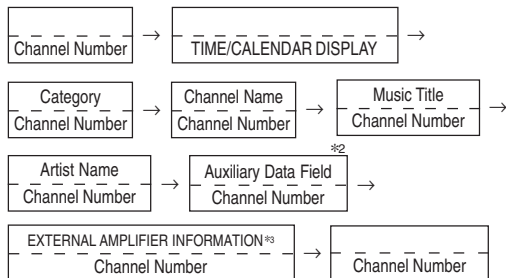 Channel Number → TIME/CALENDAR DISPLAY →
Category
Channel Number → Channel Name
Channel Number → Music Title
Channel Number →
Artist Name
Channel Number → Auxiliary Data Field *2
Channel Number →
EXTERNAL AMPLIFIER INFORMATION*3
Channel Number → Channel Number